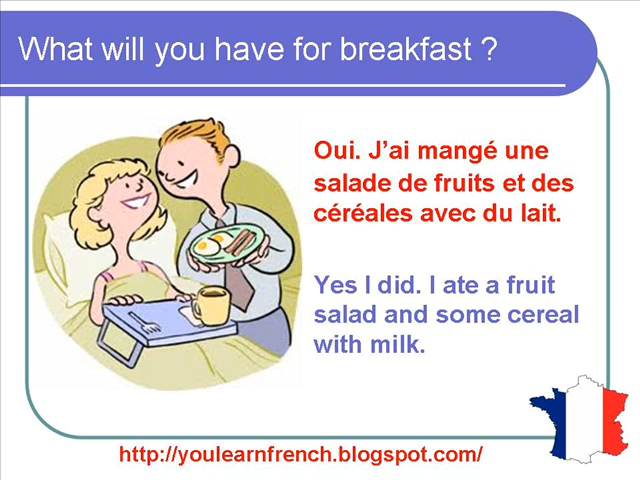 What will you have for breakfast ?
Oui. J’ai mangé une
salade de fruits et des
céréales avec du lait.
Yes I did. I ate a fruit
salad and some cereal
with milk.
http://youlearnfrench.blogspot.com/